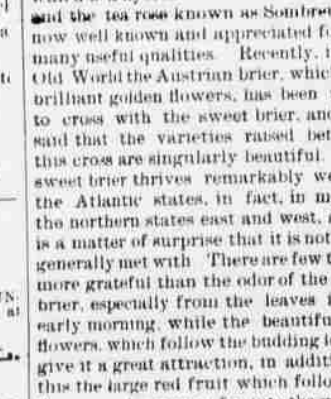 and the tea rose known as Sombre
now well known and appreciated f
many useful qualities. Recently,
Old World the Austrian brier, whic
brilliant golden flowers, has been
to cross with the sweet brier, and
said that the varieties raised bet
this cross are singularly beautiful.
sweet brier thrives remarkably we
the Atlantic states, in fact, in m
the northern states east and west,
is a matter of surprise that it is not
generally met with There are few t
more grateful than the odor of the
brier, especially from the leaves
early morning, while the beautifu
flowers, which follow the budding l
give it a great attraction, in additi
this the large red fruit which follo